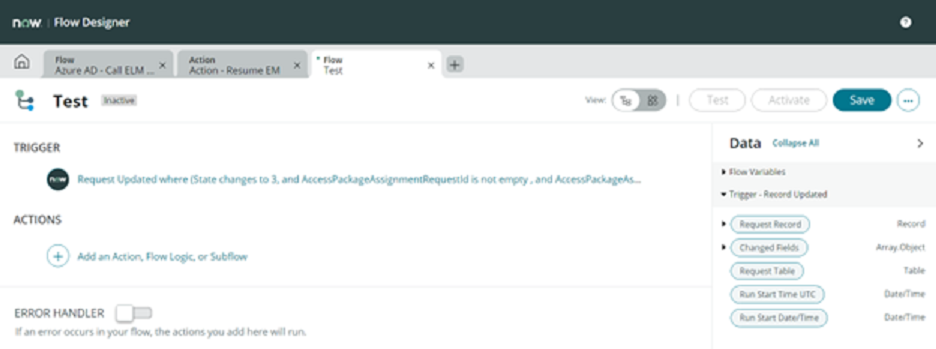 now | Flow Designer
Flow
Azure AD - Call ELM ...
Action
Action - Resume EM
* Flow
Test
Test Inactive
View:
Test
Activate
Save
TRIGGER
now
Request Updated where (State changes to 3, and AccessPackageAssignmentRequestId is not empty , and AccessPackageAs...
ACTIONS
Add an Action, Flow Logic, or Subflow
ERROR HANDLER
If an error occurs in your flow, the actions you add here will run.
Data Collapse All
Flow Variables
Trigger - Record Updated
Request Record Record
Changed Fields Array.Object
Request Table Table
Run Start Time UTC Date/Time
Run Start Date/Time Date/Time